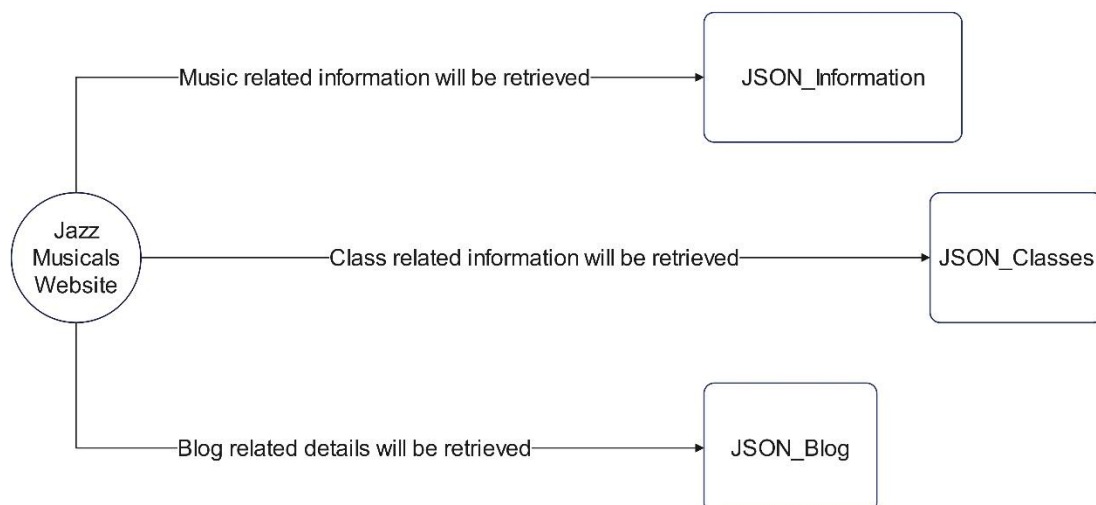 Music related information will be retrieved
JSON_Information
Jazz
Musicals
Website
Class related information will be retrieved
JSON_Classes
Blog related details will be retrieved
JSON_Blog